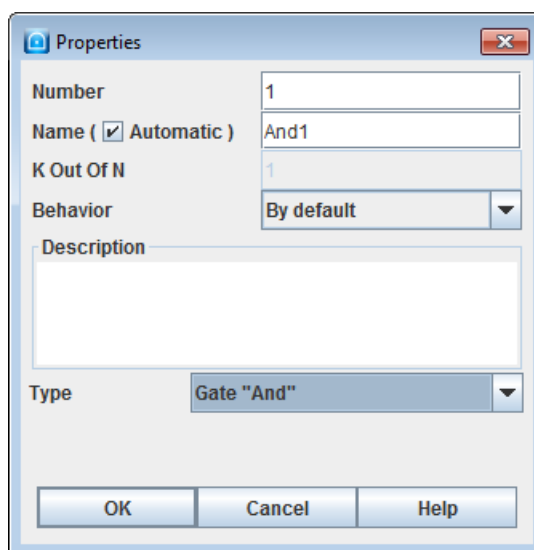 Properties
Number 1
Name ( Automatic ) And1
K Out Of N 1
Behavior By default
Description
Type Gate "And"
OK Cancel Help